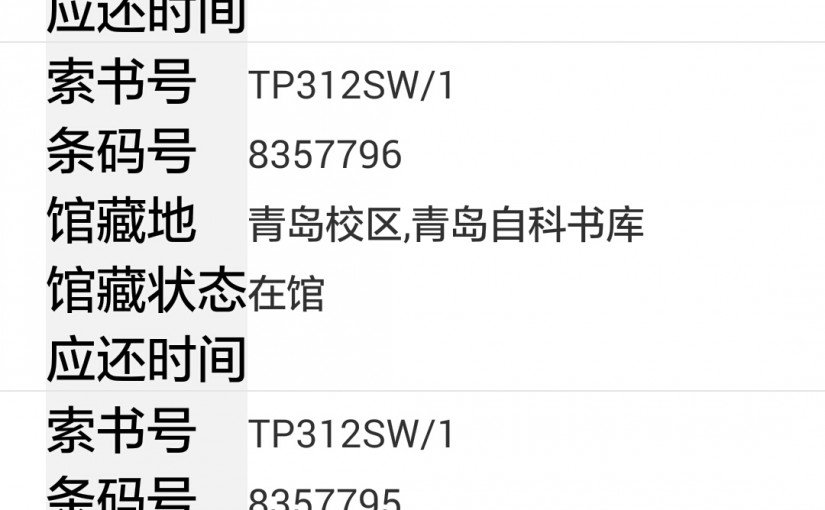 应还时间
索书号 TP312SW/1
条码号 8357796
馆藏地 青岛校区,青岛自科书库
馆藏状态在馆
应还时间
索书号 TP312SW/1
条码号 8357795